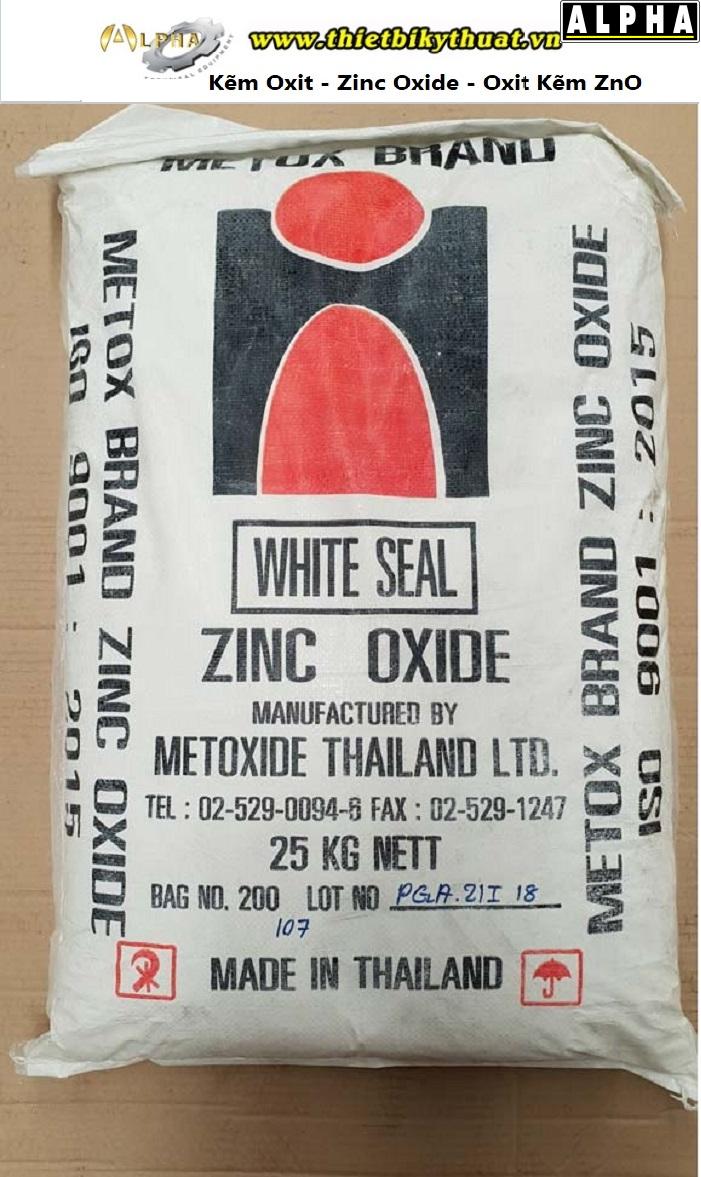 ALPHA
TECHNICAL EQUIPMENT
www.thietbikythuat.vn
ALPHA
Kẽm Oxit - Zinc Oxide - Oxit Kẽm ZnO
METOX BRAND
METOX BRAND ZINC OXIDE
ISO 9001 : 2015
WHITE SEAL
ZINC OXIDE
MANUFACTURED BY
METOXIDE THAILAND LTD.
TEL : 02-529-0094-6 FAX : 02-529-1247
25 KG NETT
BAG NO. 200 LOT NO PGA.21I 18
107
MADE IN THAILAND
METOX BRAND ZINC OXIDE
ISO 9001 : 2015